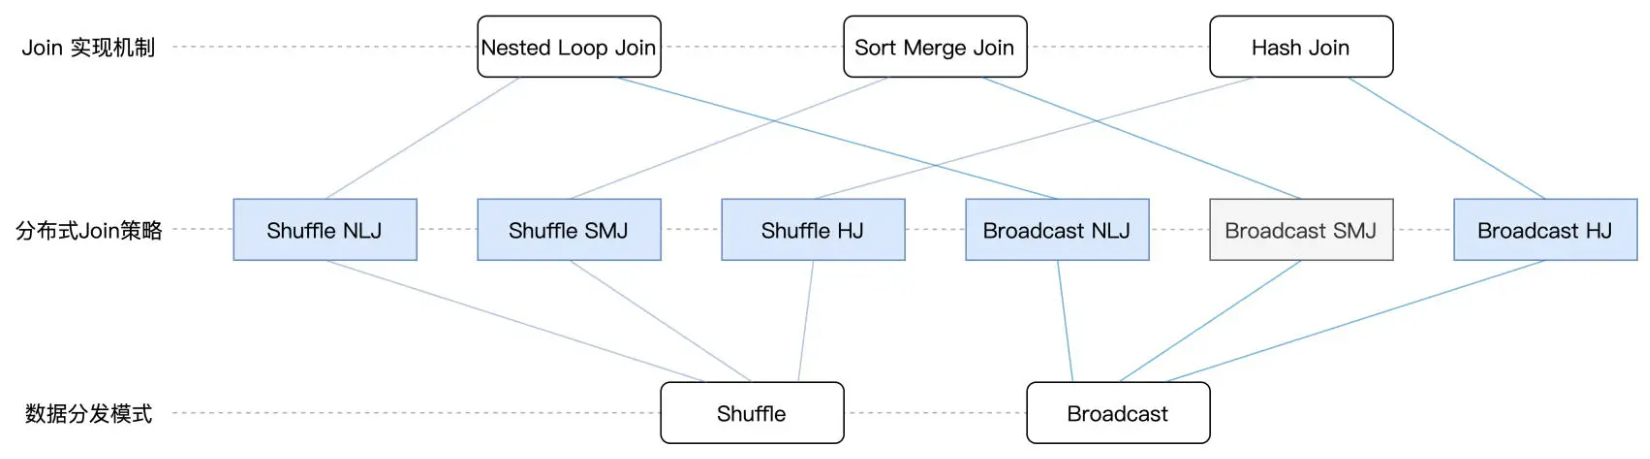 Join 实现机制
Nested Loop Join
Sort Merge Join
Hash Join
分布式Join策略
Shuffle NLJ
Shuffle SMJ
Shuffle HJ
Broadcast NLJ
Broadcast SMJ
Broadcast HJ
数据分发模式
Shuffle
Broadcast